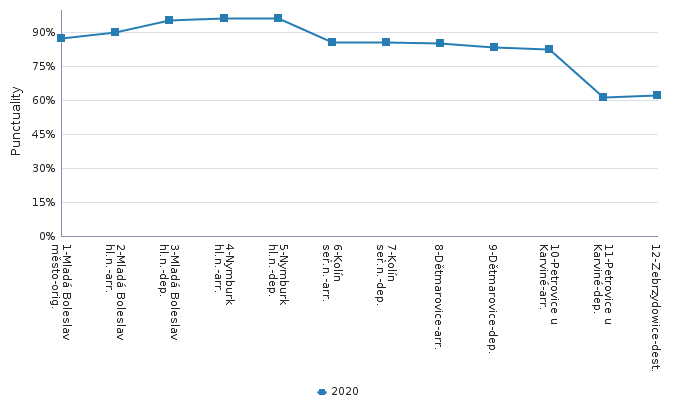 90%
75%
60%
45%
30%
15%
0%
Punctuality
1-Mladá Boleslav
město-orig.
2-Mladá Boleslav
hl.n.-arr.
3-Mladá Boleslav
hl.n.-dep.
4-Nymburk
hl.n.-arr.
5-Nymburk
hl.n.-dep.
6-Kolín
seř.n.-arr.
7-Kolín
seř.n.-dep.
8-Dětmarovice-arr.
9-Dětmarovice-dep.
10-Petrovice u
Karviné-arr.
11-Petrovice u
Karviné-dep.
12-Zebrzydowice-dest.
2020